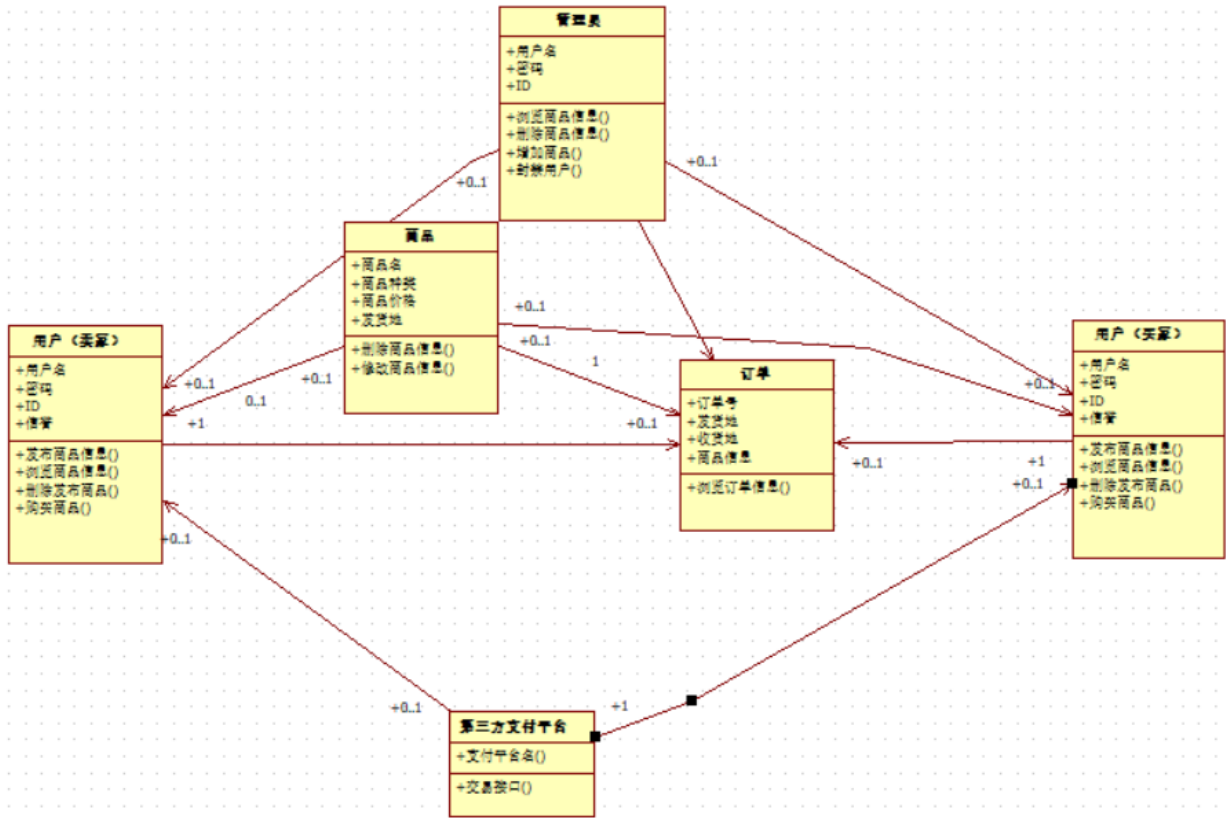 管理员
+用户名
+密码
+ID
+浏览商品信息()
+删除商品信息()
+增加商品()
+封禁用户()
+0..1
+0..1
商品
+商品名
+商品种类
+商品价格
+发货地
+删除商品信息()
+修改商品信息()
+0..1
+0..1
1
用户（卖家）
+用户名
+密码
+ID
+信誉
+发布商品信息()
+浏览商品信息()
+删除发布商品()
+购买商品()
+0..1
+0..1
0..1
+1
+0..1
订单
+订单号
+发货地
+收货地
+商品信息
+浏览订单信息()
用户
+用户名
+密码
+ID
+信誉
+发布商品信息()
+浏览商品信息()
+删除发布商品()
+购买商品()
+0..1
+0..1
+1
+0..1
+0..1
+0..1
+1
第三方支付平台
+支付平台名()
+交易接口()